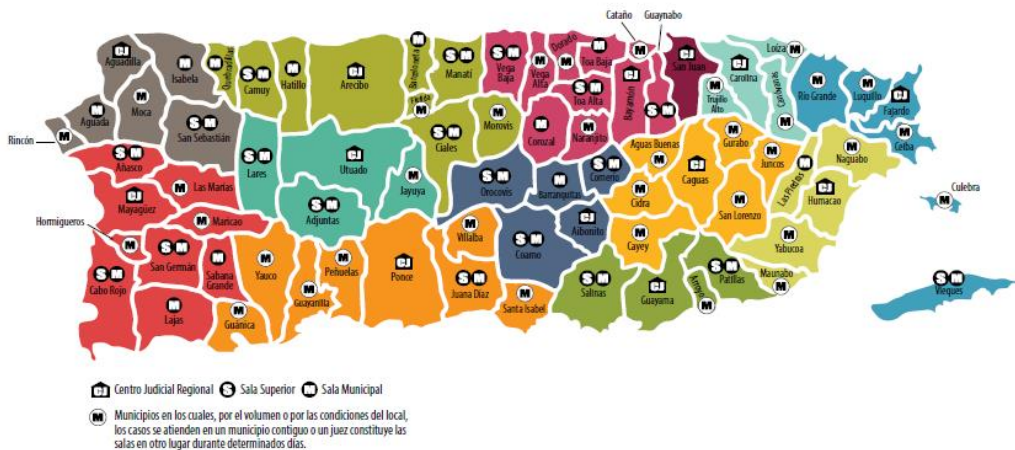 Cataño
Guaynabo
Aguadilla
Isabela
Quebradillas
Camuy
Hatillo
Arecibo
Barceloneta
Manatí
Vega
Baja
Vega
Alta
Dorado
Toa Baja
Toa Alta
Bayamón
San Juan
Carolina
Trujillo
Alto
Loíza
Canóvanas
Río Grande
Luquillo
Fajardo
Ceiba
Rincón
Aguada
Moca
San Sebastián
Florida
Ciales
Morovis
Corozal
Naranjito
Añasco
Las Marías
Lares
Utuado
Jayuya
Adjuntas
Orocovis
Barranquitas
Comerío
Aguas Buenas
Gurabo
Caguas
Juncos
Las Piedras
Naguabo
Humacao
Culebra
Mayagüez
Hormigueros
Maricao
Cidra
Cayey
San Lorenzo
Aibonito
Coamo
Villalba
Yabucoa
Maunabo
Cabo Rojo
San Germán
Sabana
Grande
Lajas
Yauco
Guánica
Guayanilla
Peñuelas
Ponce
Juana Díaz
Santa Isabel
Salinas
Guayama
Arroyo
Patillas
Vieques
CJ Centro Judicial Regional S Sala Superior M Sala Municipal
M Municipios en los cuales, por el volumen o por las condiciones del local,
los casos se atienden en un municipio contiguo o un juez constituye las
salas en otro lugar durante determinados días.